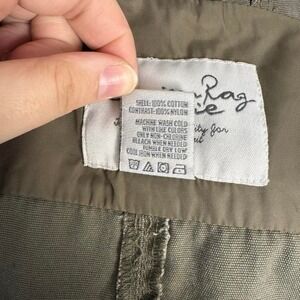 Rag
SHELL: 100% COTTON
CONTRAST: 100% NYLON
MACHINE WASH COLD
WITH LIKE COLORS
ONLY NON-CHLORINE
BLEACH WHEN NEEDED
TUMBLE DRY LOW
COOL IRON WHEN NEEDED
for